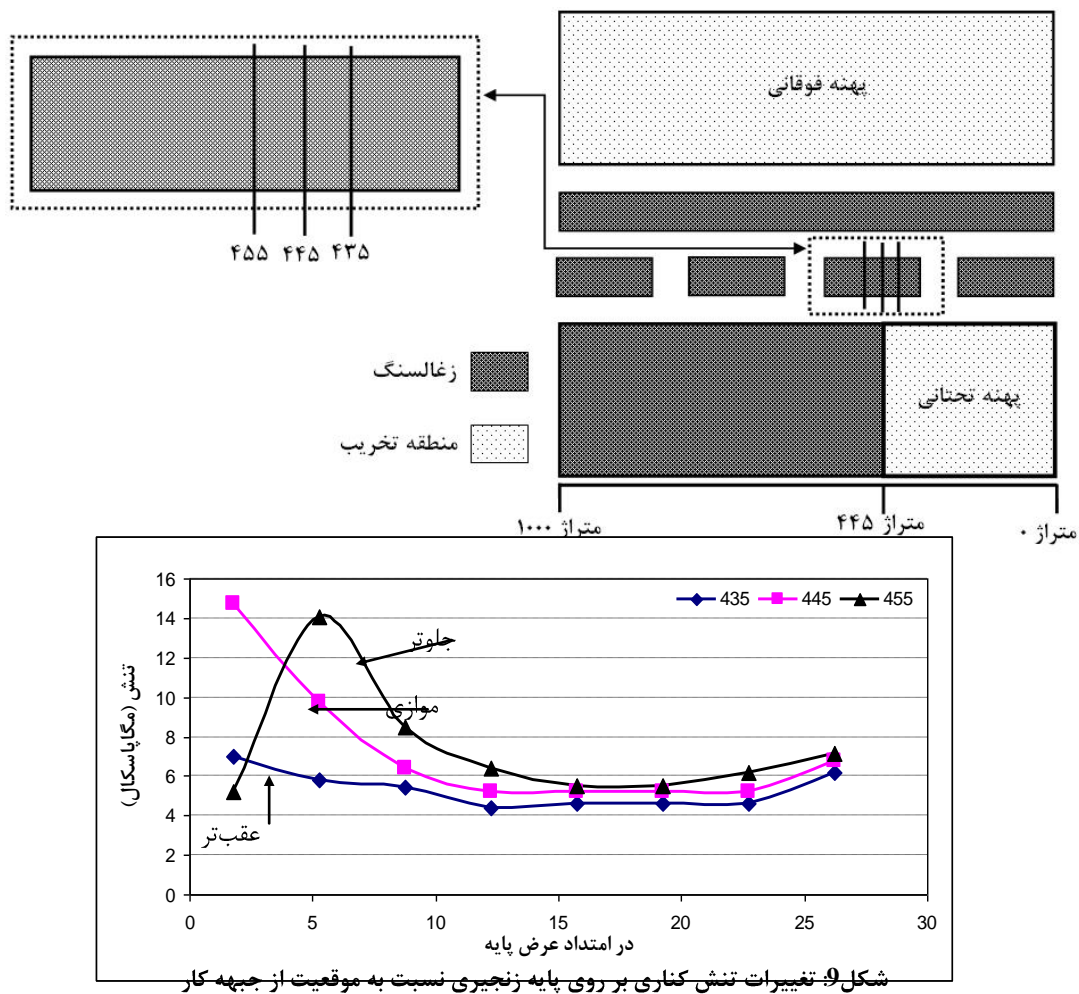 پهنه فوقانی
۴۵۵ ۴۴۵ ۴۳۵
زغالسنگ
منطقه تخریب
پهنه تحتانی
متراژ ۱۰۰۰
متراژ ۴۴۵
متراژ ۰
435 445 455
16
14
12
10
8
6
4
2
0
تنش (مگاپاسکال)
جلوتر
موازی
عقب‌تر
0 5 10 15 20 25 30
در امتداد عرض پایه
شکل9: تغییرات تنش کناری بر روی پایه زنجیری نسبت به موقعیت از جبهه کار